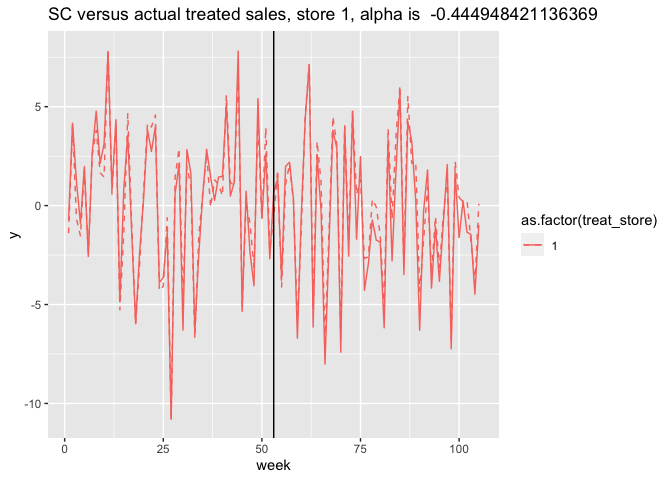 SC versus actual treated sales, store 1, alpha is  -0.444948421136369
5
0
-5
-10
y
0 25 50 75 100
week
as.factor(treat_store)
1